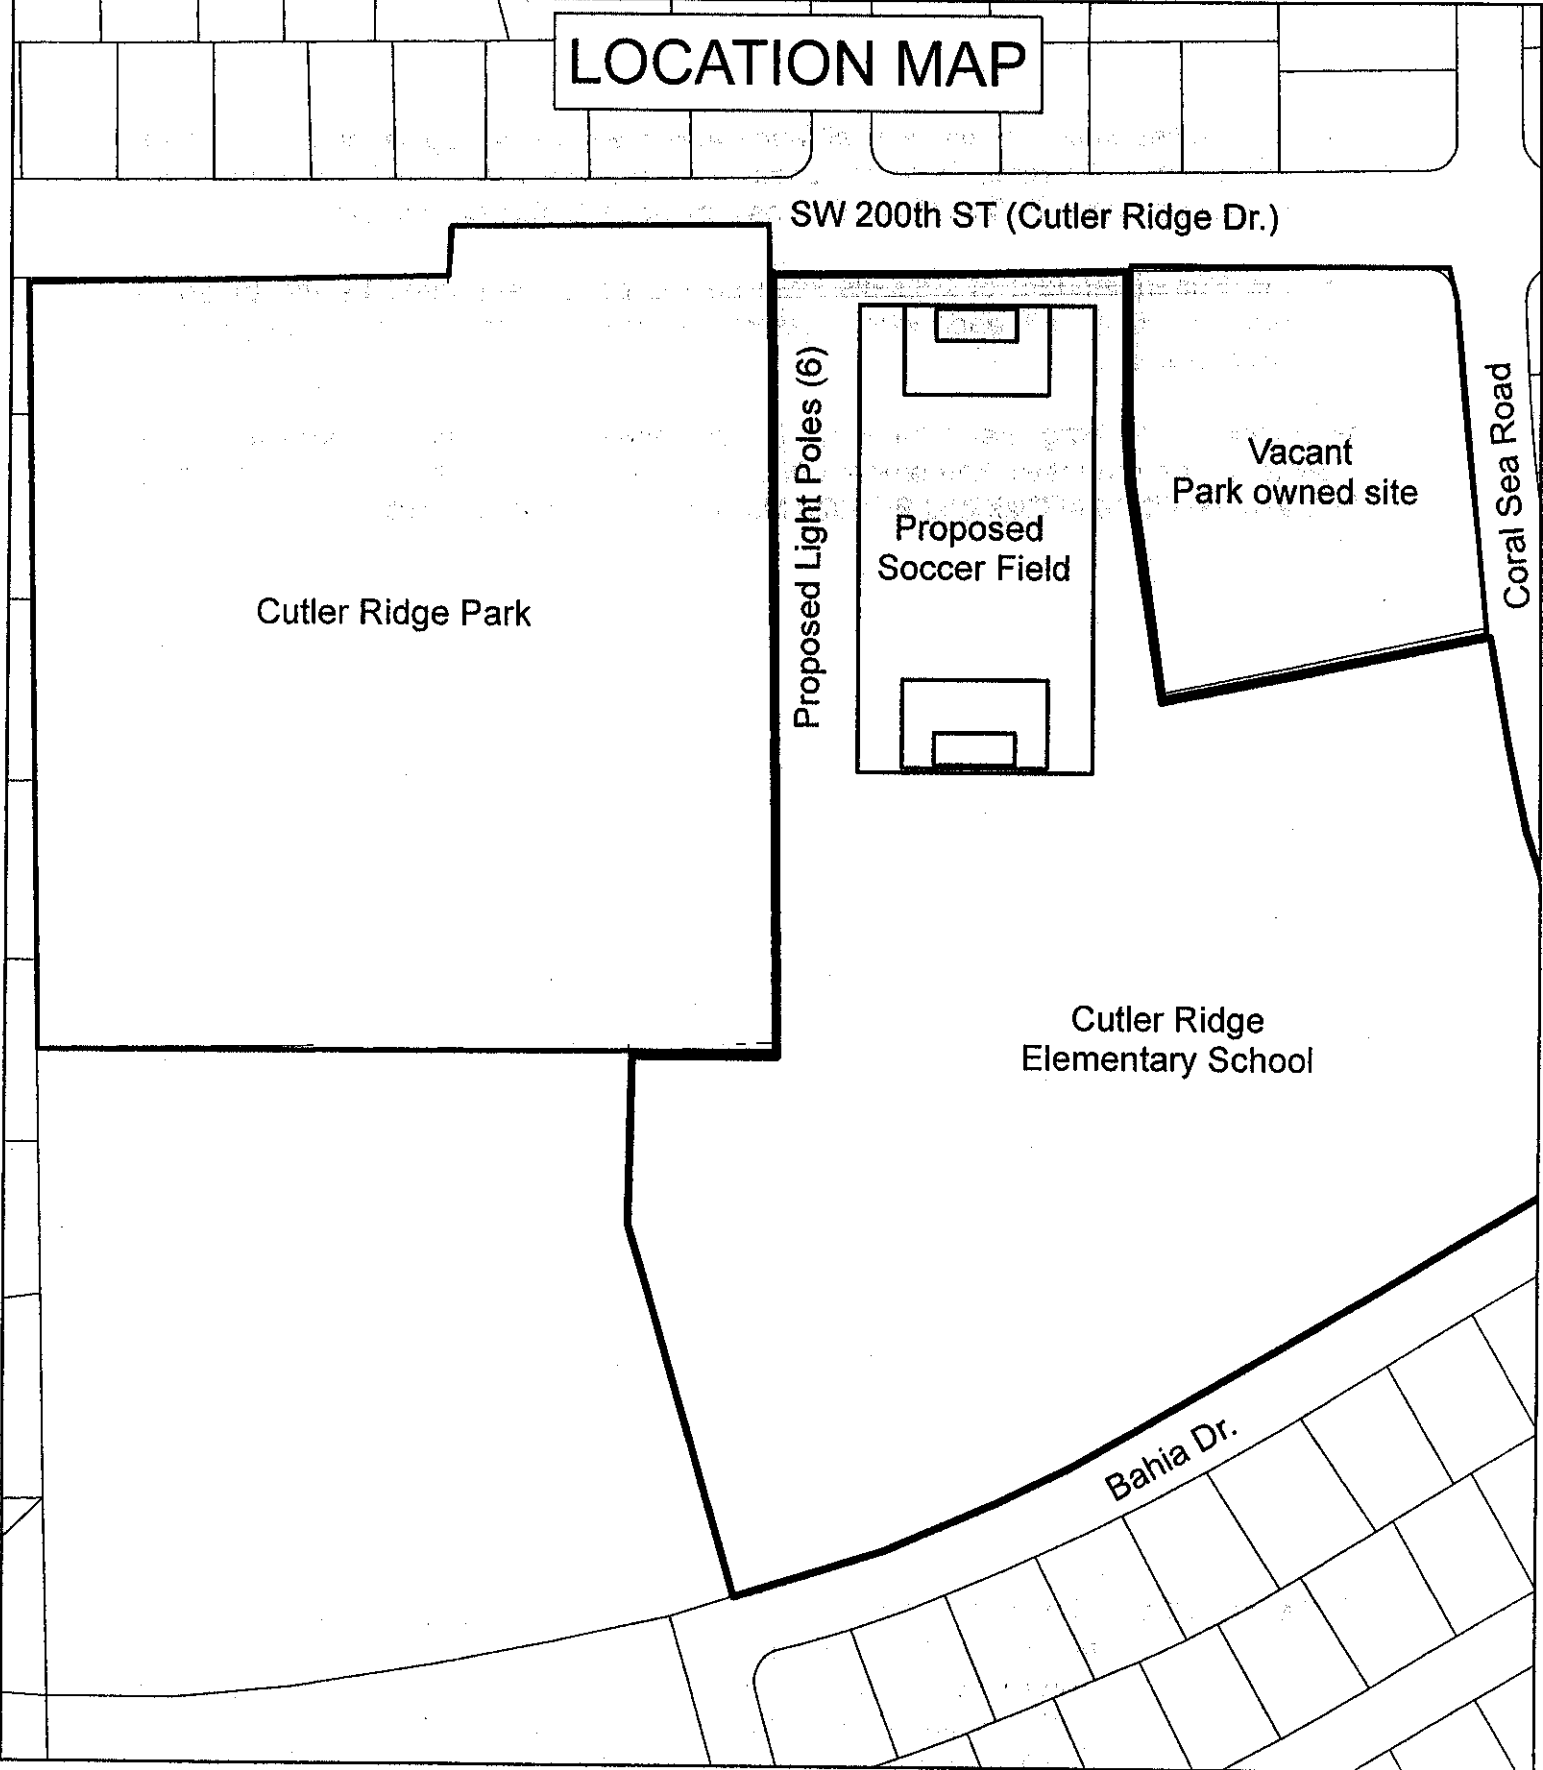 LOCATION MAP
SW 200th ST (Cutler Ridge Dr.)
Proposed Light Poles (6)
Vacant
Park owned site
Coral Sea Road
Proposed
Soccer Field
Cutler Ridge Park
Cutler Ridge
Elementary School
Bahia Dr.